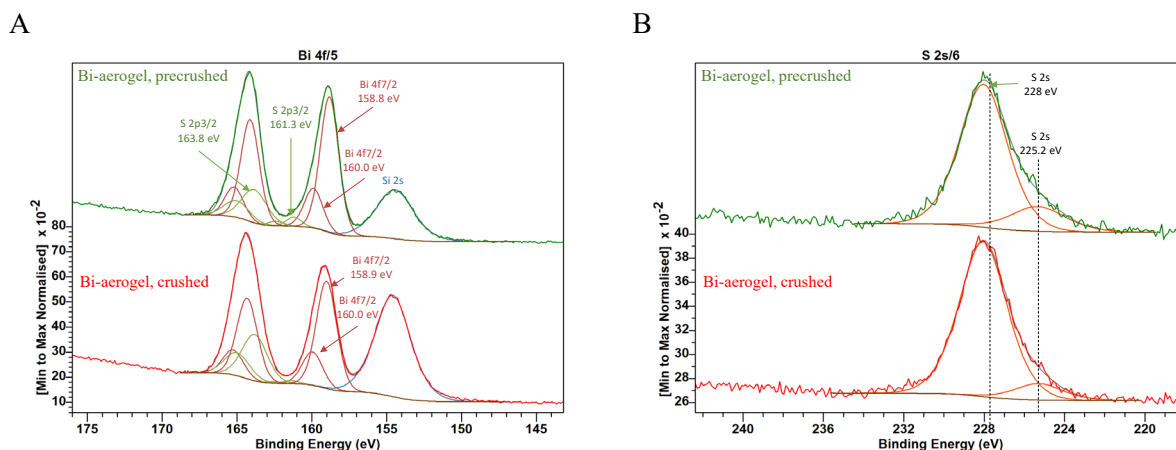 A
Bi 4f/5
Bi-aerogel, precrushed
S 2p3/2
163.8 eV
S 2p3/2
161.3 eV
Bi 4f7/2
158.8 eV
Bi 4f7/2
160.0 eV
Si 2s
Bi-aerogel, crushed
Bi 4f7/2
158.9 eV
Bi 4f7/2
160.0 eV
[Min to Max Normalised] x 10-2
80
70
60
50
40
30
20
10
175 170 165 160 155 150 145
Binding Energy (eV)
B
S 2s/6
Bi-aerogel, precrushed
S 2s
228 eV
S 2s
225.2 eV
Bi-aerogel, crushed
[Min to Max Normalised] x 10-2
40
38
36
34
32
30
28
26
240 236 232 228 224 220
Binding Energy (eV)